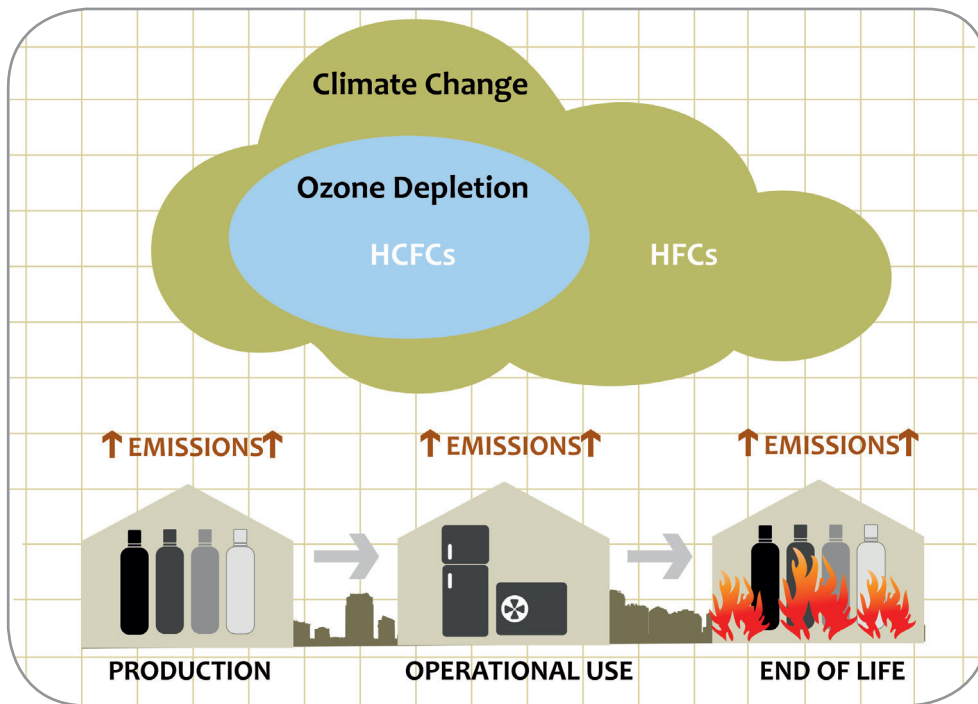 Climate Change
Ozone Depletion
HCFCs
HFCs
EMISSIONS
EMISSIONS
EMISSIONS
PRODUCTION
OPERATIONAL USE
END OF LIFE